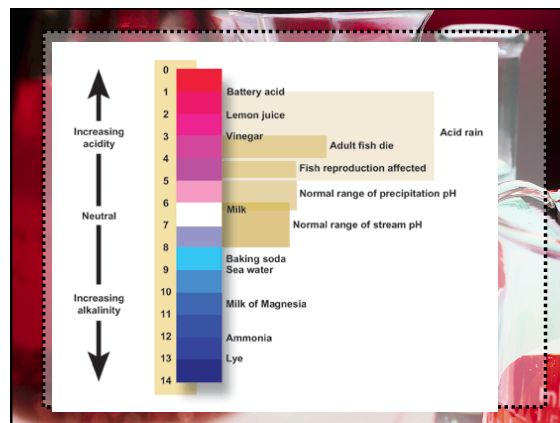 0
1
Battery acid
2
Lemon juice
3
Vinegar
Acid rain
Increasing
acidity
Adult fish die
4
Fish reproduction affected
5
Normal range of precipitation pH
6
Milk
Neutral
7
Normal range of stream pH
8
Baking soda
9
Sea water
10
Increasing
alkalinity
Milk of Magnesia
11
12
Ammonia
13
Lye
14